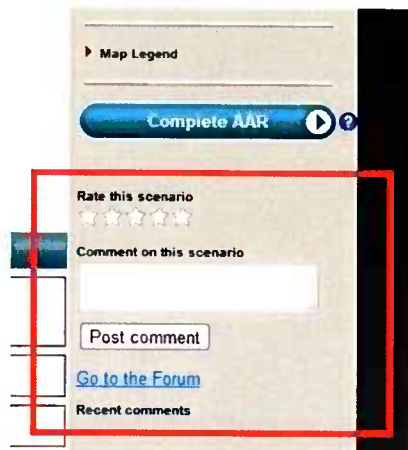 Map Legend
Complete AAR
?
Rate this scenario
Comment on this scenario
Post comment
Go to the Forum
Recent comments